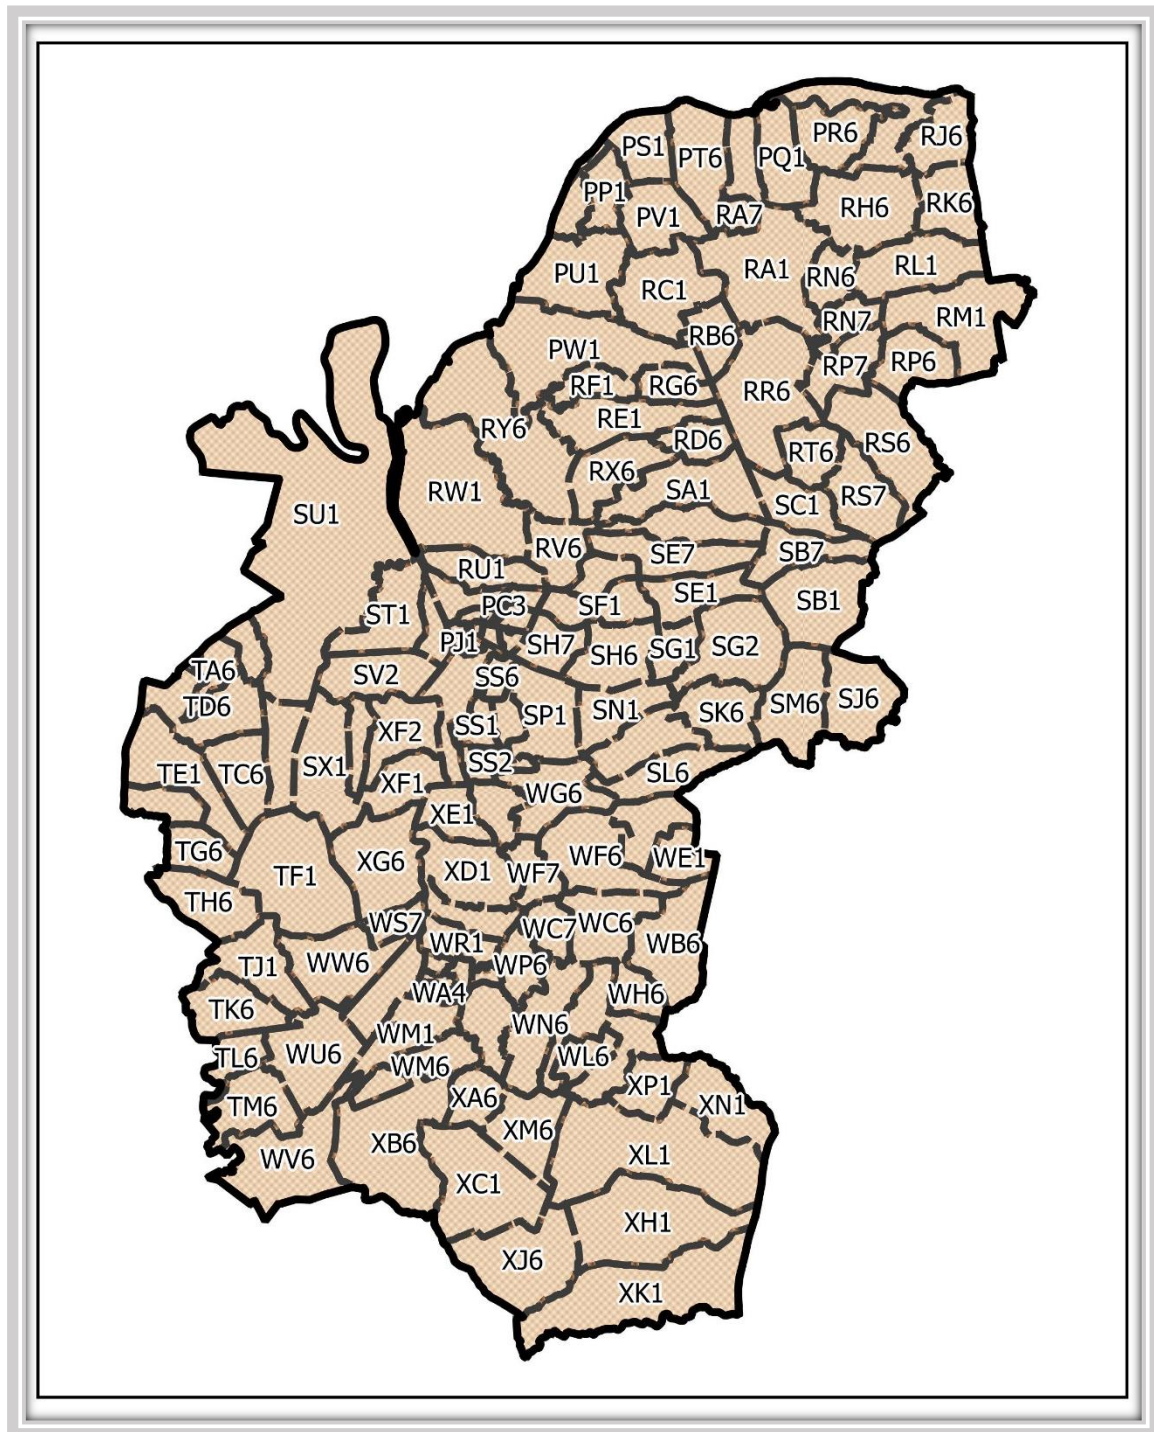 PR6
RJ6
PS1
PT6
PQ1
PP1
RK6
RH6
PV1
RA7
PU1
RC1
RA1
RN6
RL1
RN7
RM1
RB6
PW1
RP7
RP6
RF1
RG6
RR6
RE1
RY6
RD6
RT6
RS6
RX6
RW1
SA1
RS7
SC1
SU1
RV6
SE7
SB7
RU1
SE1
SB1
PC3
SF1
ST1
PJ1
SH7
SH6
SG1
SG2
TA6
SV2
SS6
TD6
SN1
SK6
SM6
SJ6
SP1
SS1
XF2
SS2
TE1
TC6
SX1
SL6
XF1
WG6
XE1
TG6
XG6
XD1
WF7
WF6
WE1
TF1
TH6
WS7
WC7
WC6
WR1
WB6
TJ1
WW6
WP6
WA4
WH6
TK6
WN6
WM1
TL6
WU6
WM6
WL6
XP1
TM6
XA6
XN1
XM6
XB6
WV6
XL1
XC1
XH1
XJ6
XK1